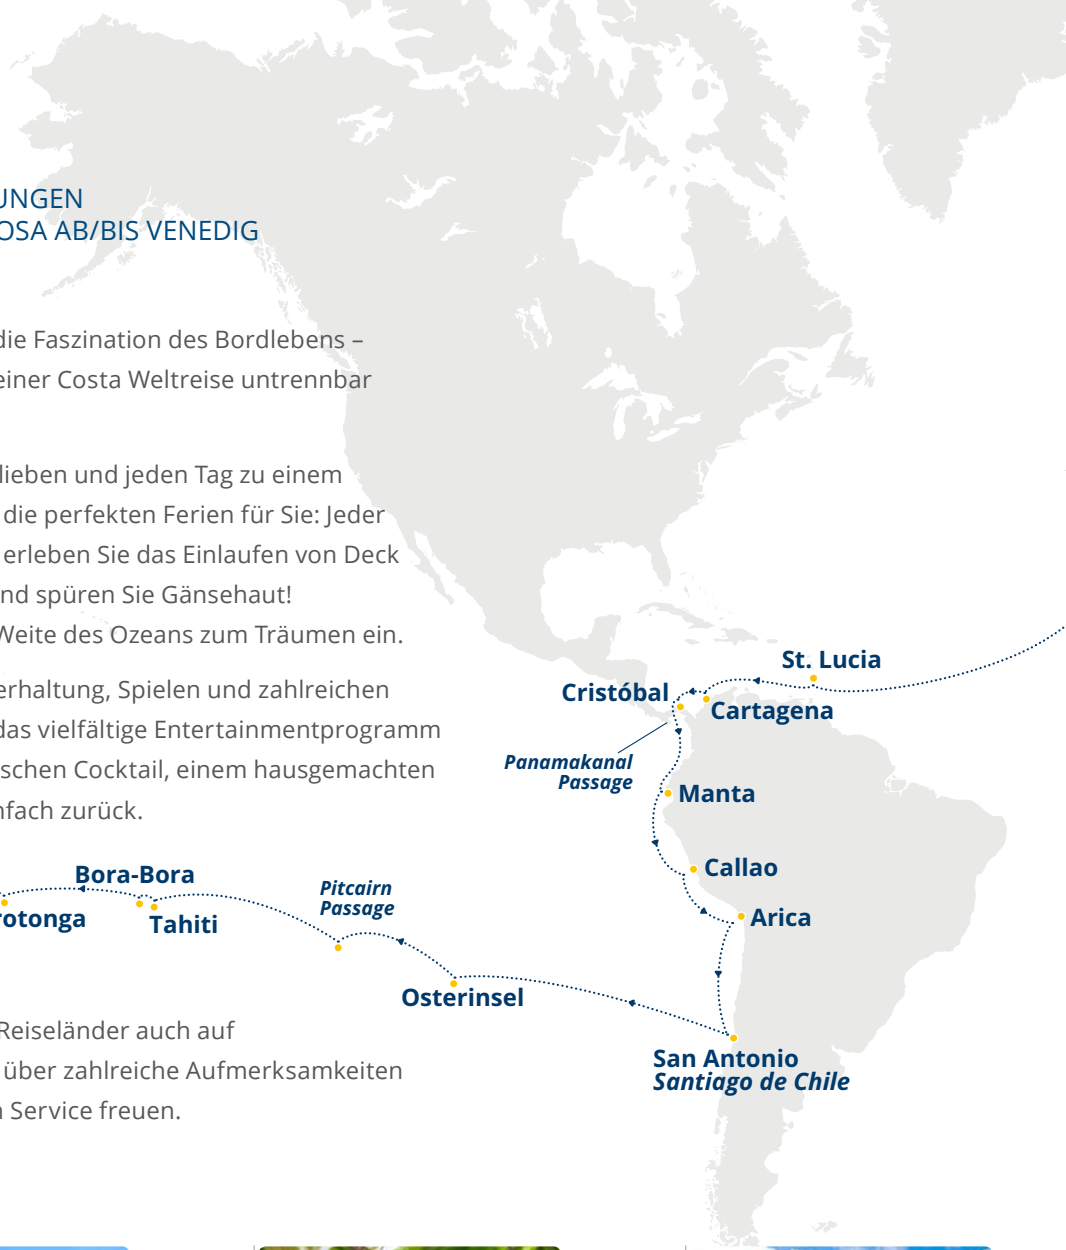 UNGEN
OSA AB/BIS VENEDIG
die Faszination des Bordlebens –
einer Costa Weltreise untrennbar
lieben und jeden Tag zu einem
die perfekten Ferien für Sie: Jeder
erleben Sie das Einlaufen von Deck
nd spüren Sie Gänsehaut!
Weite des Ozeans zum Träumen ein.
erhaltung, Spielen und zahlreichen
das vielfältige Entertainmentprogramm
schen Cocktail, einem hausgemachten
nfach zurück.
St. Lucia
Cristóbal
Cartagena
Panamakanal
Passage
Manta
Callao
Arica
Bora-Bora
rotonga
Tahiti
Pitcairn
Passage
Osterinsel
San Antonio
Santiago de Chile
Reiseländer auch auf
über zahlreiche Aufmerksamkeiten
n Service freuen.